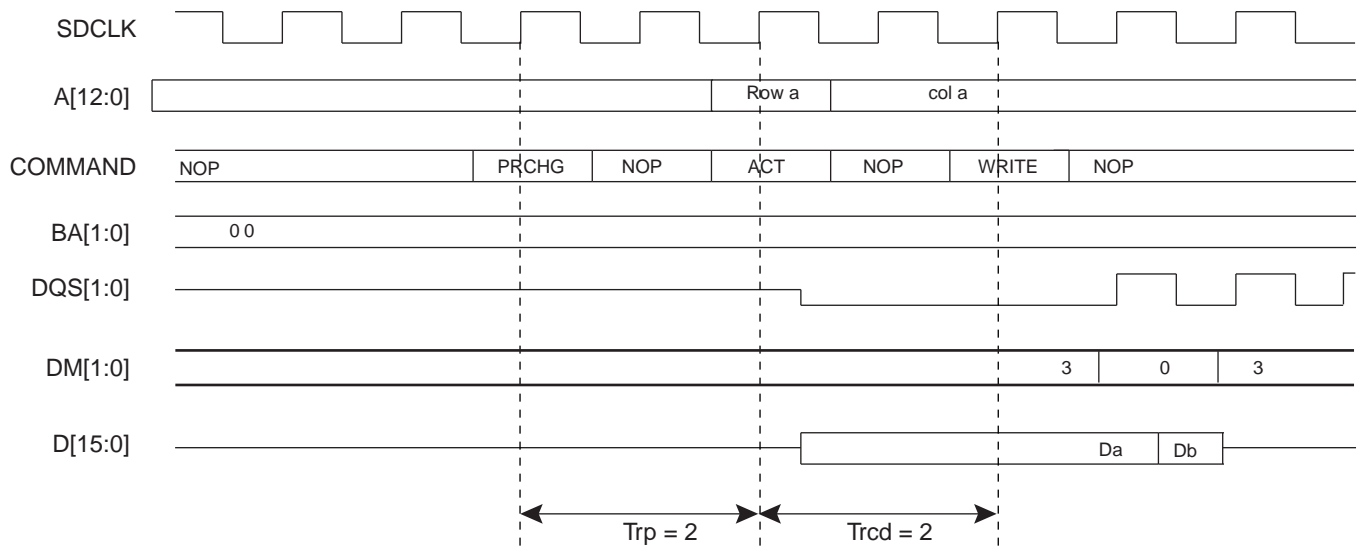 SDCLK
A[12:0] Row a col a
COMMAND NOP PRCHG NOP ACT NOP WRITE NOP
BA[1:0] 0 0
DQS[1:0]
DM[1:0] 3 0 3
D[15:0] Da Db
Trp = 2 Trcd = 2